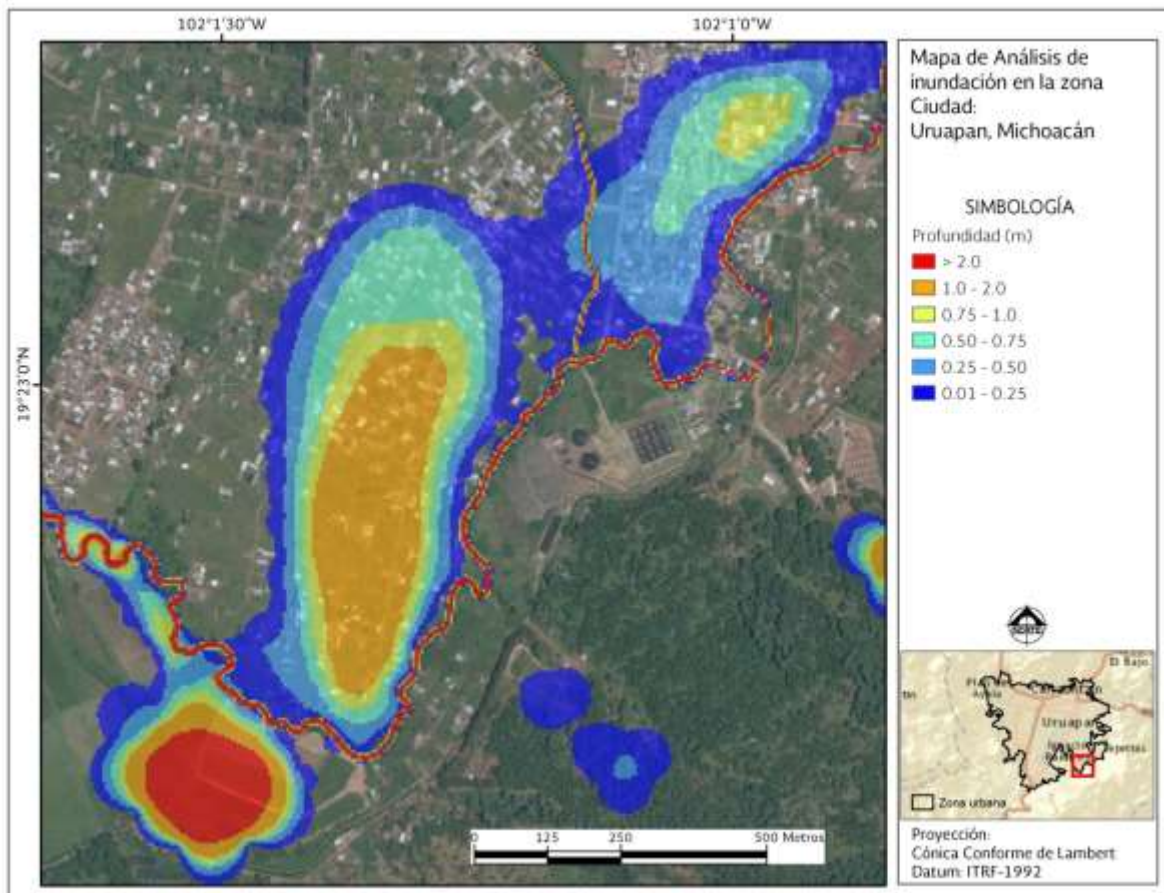 102°1'30"W
102°1'0"W
19°23'0"N
Mapa de Análisis de
inundación en la zona
Ciudad:
Uruapan, Michoacán
SIMBOLOGÍA
Profundidad (m)
> 2.0
1.0 - 2.0
0.75 - 1.0
0.50 - 0.75
0.25 - 0.50
0.01 - 0.25
NORTE
El Bajo
Uruapan
Zona urbana
0 125 250 500 Metros
Proyección:
Cónica Conforme de Lambert
Datum: ITRF-1992